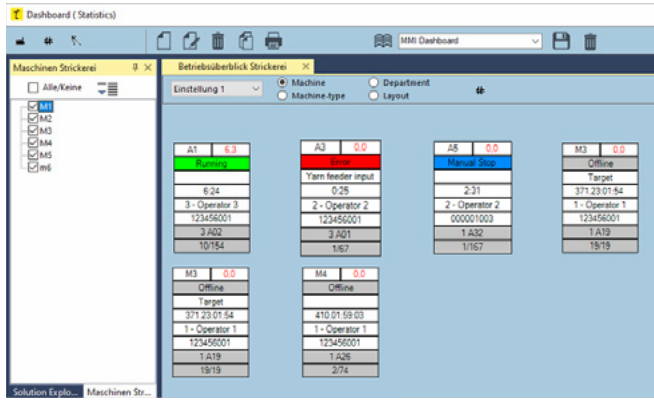 Dashboard ( Statistics)
MMI Dashboard
Maschinen Strickerei
Betriebsüberblick Strickerei
Alle/Keine
M1
M2
M3
M4
M5
m6
Einstellung 1
Machine
Department
Machine-type
Layout
A1 6.3
Running
6:24
3 - Operator 3
123456001
3 A02
10/154
A3 0.0
Error
Yarn feeder input
0:25
2 - Operator 2
123456001
3 A01
1/67
A5 0,0
Manual Stop
2:31
2 - Operator 2
000001003
1 A32
1/167
M3 0.0
Offline
Target
371.23:01:54
1 - Operator 1
123456001
1 A19
19/19
M3 0.0
Offline
Target
371.23:01:54
1 - Operator 1
123456001
1 A19
19/19
M4 0.0
Offline
410.01:59:03
1 - Operator 1
123456001
1 A26
2/74
Solution Explo...
Maschinen Str...